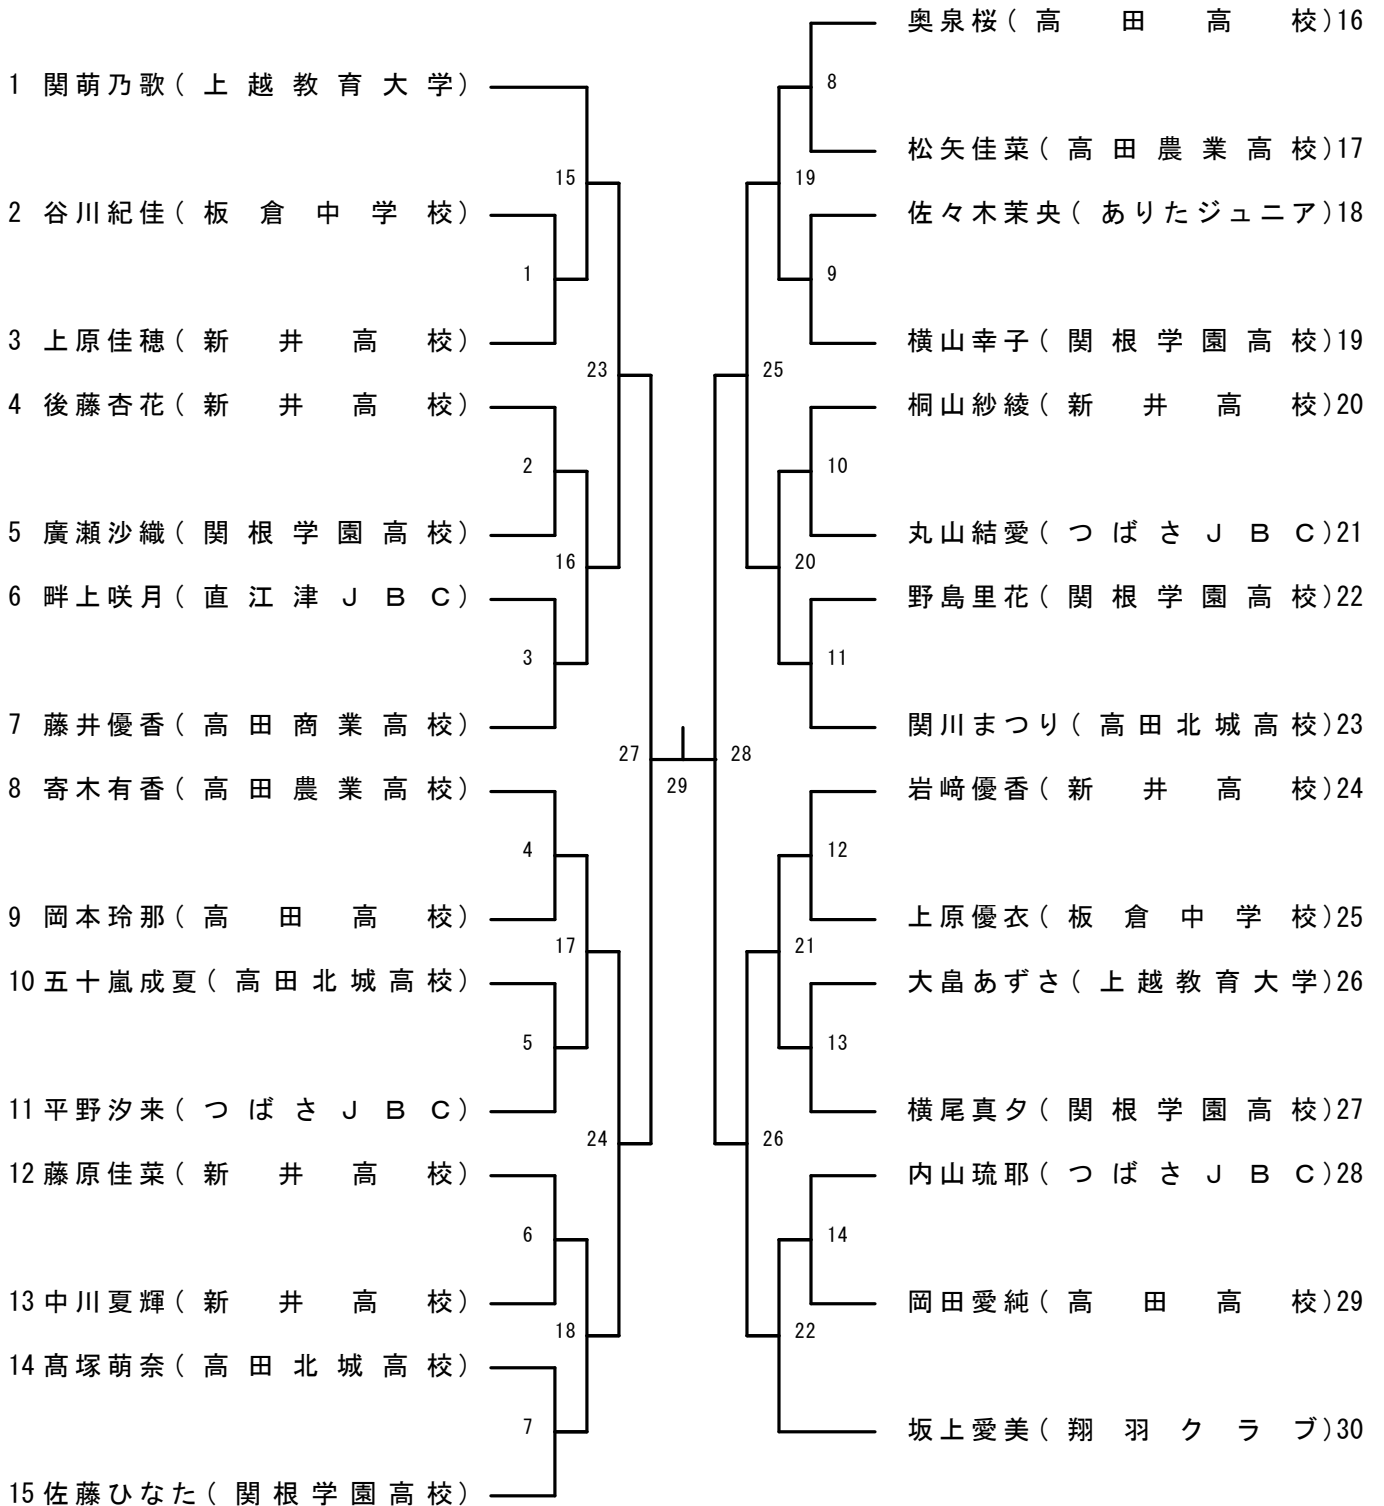 1 関萌乃歌(上越教育大学)
2 谷川紀佳(板倉中学校)
3 上原佳穂(新井高校)
4 後藤杏花(新井高校)
5 廣瀬沙織(関根学園高校)
6 畔上咲月(直江津ＪＢＣ)
7 藤井優香(高田商業高校)
8 寄木有香(高田農業高校)
9 岡本玲那(高田高校)
10 五十嵐成夏(高田北城高校)
11 平野汐来(つばさＪＢＣ)
12 藤原佳菜(新井高校)
13 中川夏輝(新井高校)
14 髙塚萌奈(高田北城高校)
15 佐藤ひなた(関根学園高校)
15
1
23
2
16
3
27
4
17
5
24
6
18
7
29
28
8
19
9
25
10
20
11
12
21
13
26
14
22
奥泉桜(高田高校)16
松矢佳菜(高田農業高校)17
佐々木茉央(ありたジュニア)18
横山幸子(関根学園高校)19
桐山紗綾(新井高校)20
丸山結愛(つばさＪＢＣ)21
野島里花(関根学園高校)22
関川まつり(高田北城高校)23
岩﨑優香(新井高校)24
上原優衣(板倉中学校)25
大畠あずさ(上越教育大学)26
横尾真夕(関根学園高校)27
内山琉耶(つばさＪＢＣ)28
岡田愛純(高田高校)29
坂上愛美(翔羽クラブ)30